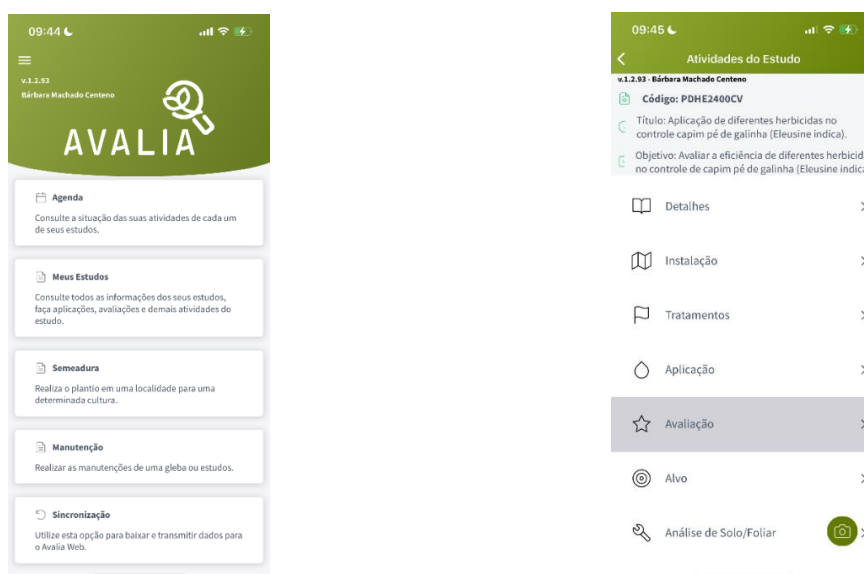 09:44
v.1.2.93
Bárbara Machado Centeno
AVALIA
Agenda
Consulte a situação das suas atividades de cada um
de seus estudos.
Meus Estudos
Consulte todos as informações dos seus estudos,
faça aplicações, avaliações e demais atividades do
estudo.
Semeadura
Realiza o plantio em uma localidade para uma
determinada cultura.
Manutenção
Realizar as manutenções de uma gleba ou estudos.
Sincronização
Utilize esta opção para baixar e transmitir dados para
o Avalia Web.
09:45
Atividades do Estudo
v.1.2.93 - Bárbara Machado Centeno
Código: PDHE2400CV
Título: Aplicação de diferentes herbicidas no
controle capim pé de galinha (Eleusine indica).
Objetivo: Avaliar a eficiência de diferentes herbicid
no controle de capim pé de galinha (Eleusine indica
Detalhes
Instalação
Tratamentos
Aplicação
Avaliação
Alvo
Análise de Solo/Foliar